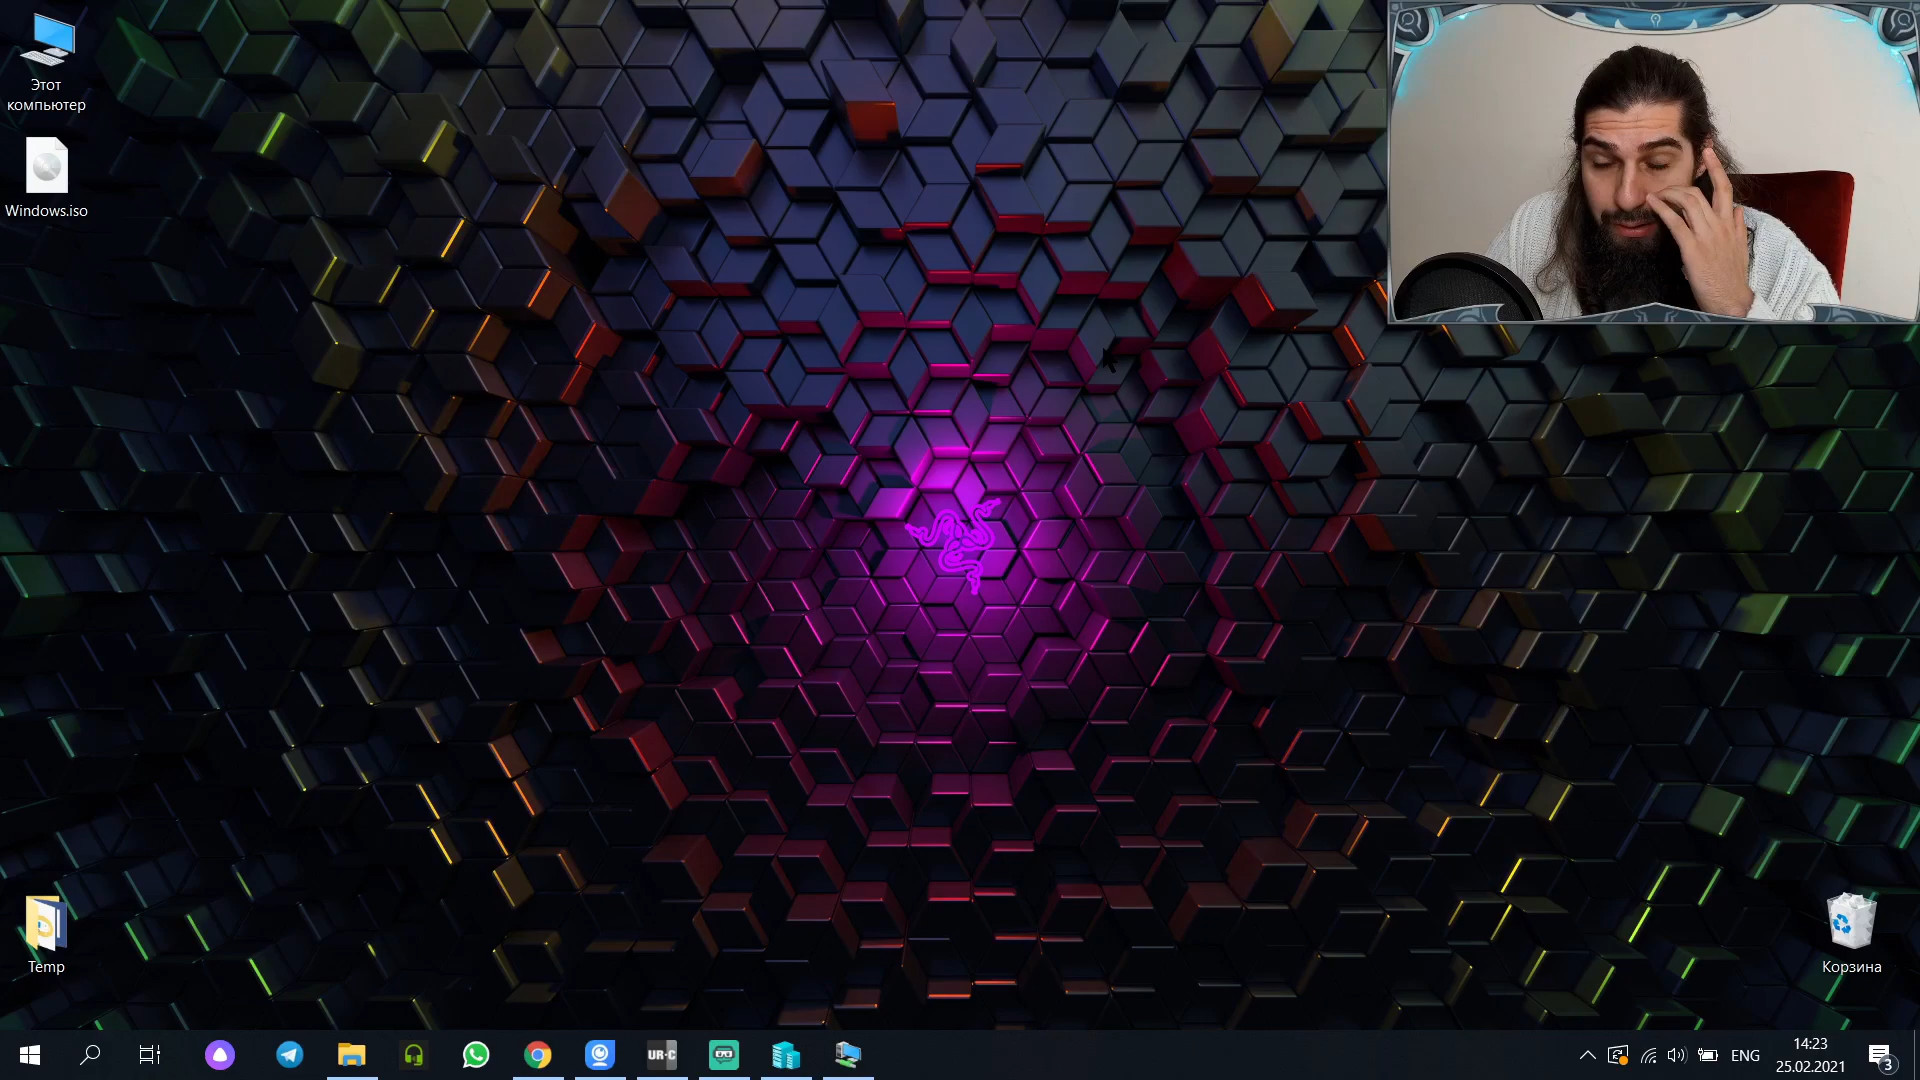 Этот
компьютер
Windows.iso
Temp
Корзина
UR-C
ENG
14:23
25.02.2021
3